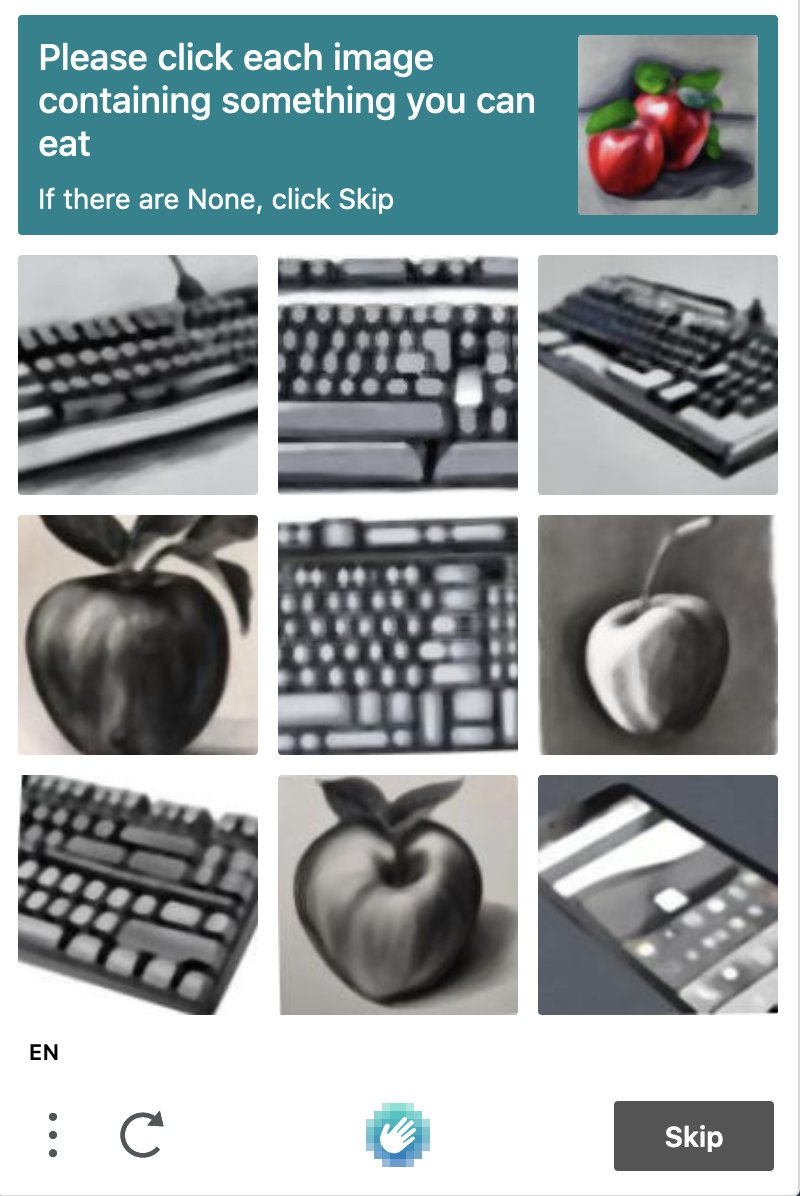 Please click each image
containing something you can
eat
If there are None, click Skip
EN
Skip